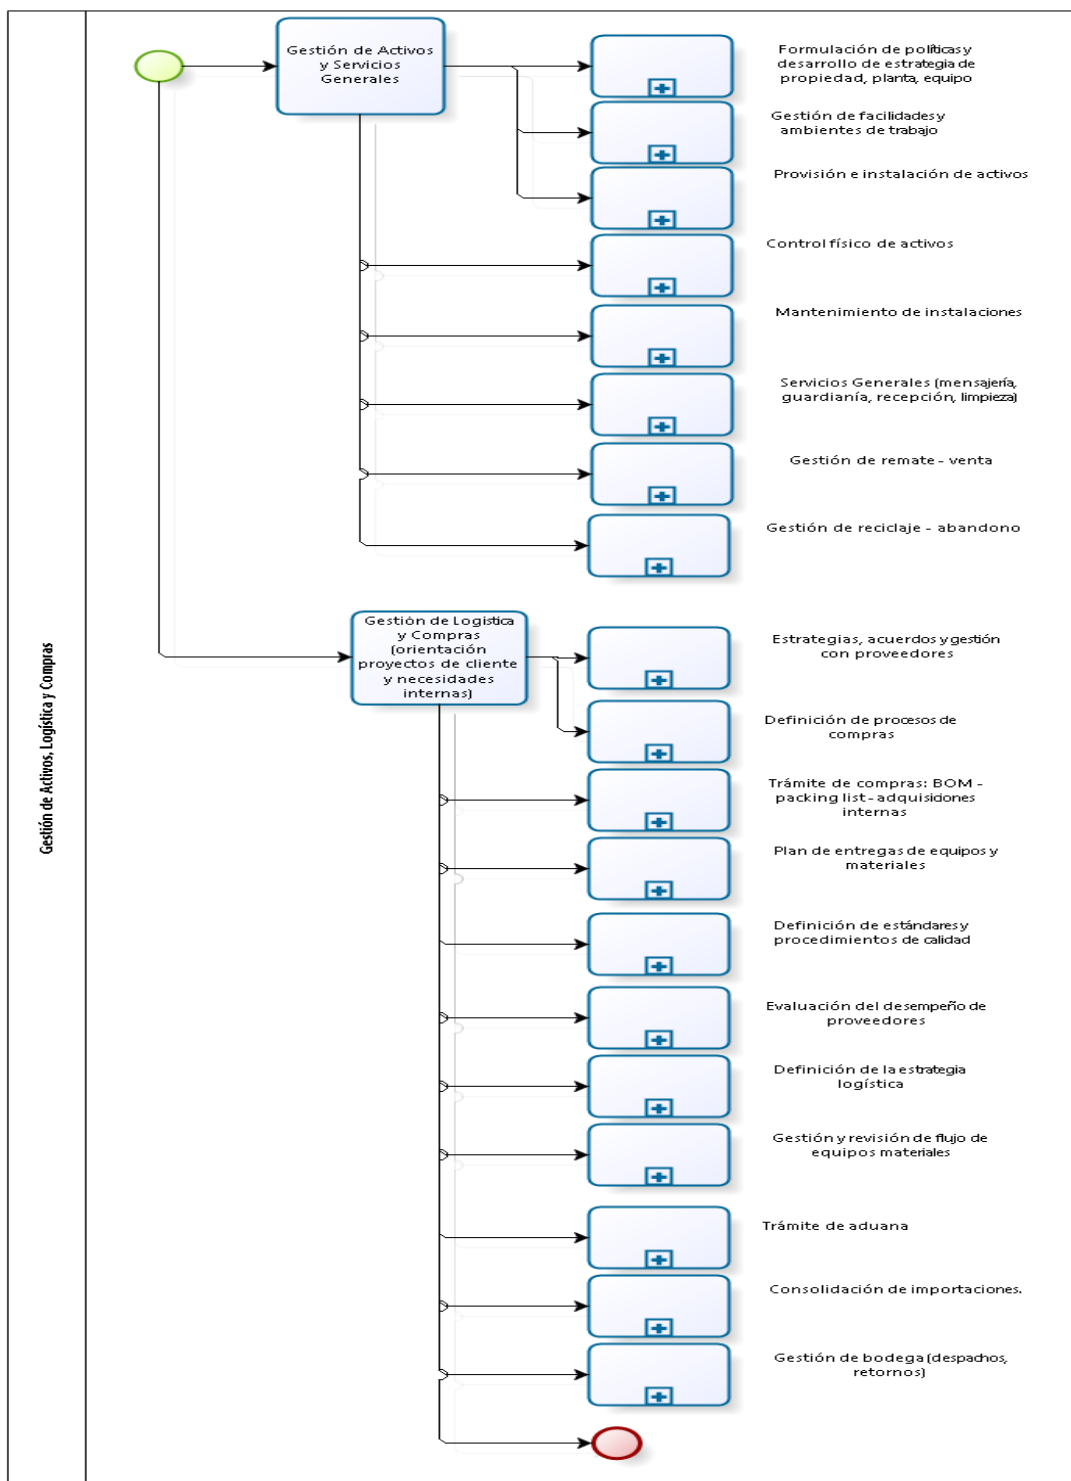 Gestión de Activos, Logística y Compras
Gestión de Activos
y Servicios
Generales
Formulación de políticas y
desarrollo de estrategia de
propiedad, planta, equipo
Gestión de facilidades y
ambientes de trabajo
Provisión e instalación de activos
Control físico de activos
Mantenimiento de instalaciones
Servicios Generales (mensajería,
guardianía, recepción, limpieza)
Gestión de remate - venta
Gestión de reciclaje - abandono
Gestión de Logística
y Compras
(orientación
proyectos de cliente
y necesidades
internas)
Estrategias, acuerdos y gestión
con proveedores
Definición de procesos de
compras
Trámite de compras: BOM -
packing list - adquisiciones
internas
Plan de entregas de equipos y
materiales
Definición de estándares y
procedimientos de calidad
Evaluación del desempeño de
proveedores
Definición de la estrategia
logística
Gestión y revisión de flujo de
equipos materiales
Trámite de aduana
Consolidación de importaciones.
Gestión de bodega (despachos,
retornos)